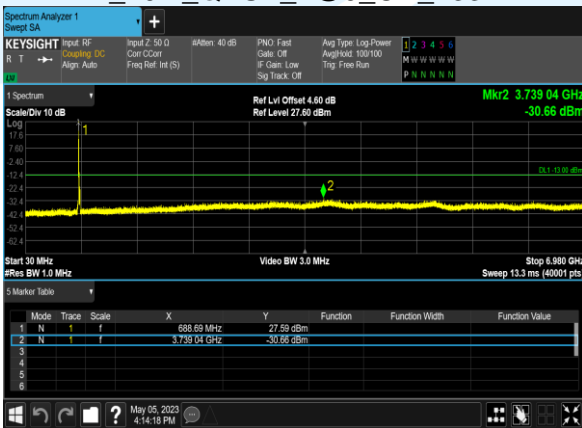 Spectrum Analyzer 1
Swept SA
KEYSIGHT
R T
LW
Input: RF
Coupling: DC
Align: Auto
Input Z: 50 Ω
Corr CCorr
Freq Ref: Int (S)
#Atten: 40 dB
PNO: Fast
Gate: Off
IF Gain: Low
Sig Track: Off
Avg Type: Log-Power
Avg|Hold: 100/100
Trig: Free Run
1 2 3 4 5 6
M W W W W W
P N N N N N
1 Spectrum
Scale/Div 10 dB
Ref Lvl Offset 4.60 dB
Ref Level 27.60 dBm
Mkr2 3.739 04 GHz
-30.66 dBm
Log
17.6
7.60
-2.40
-12.4
-22.4
-32.4
-42.4
-52.4
-62.4
1
2
DL1 -13.00 dBm
Start 30 MHz
#Res BW 1.0 MHz
Video BW 3.0 MHz
Stop 6.980 GHz
Sweep 13.3 ms (40001 pts
5 Marker Table
Mode Trace Scale X Y Function Function Width Function Value
1 N 1 f 688.69 MHz 27.59 dBm
2 N 1 f 3.739 04 GHz -30.66 dBm
3
4
5
6
?
May 05, 2023
4:14:18 PM